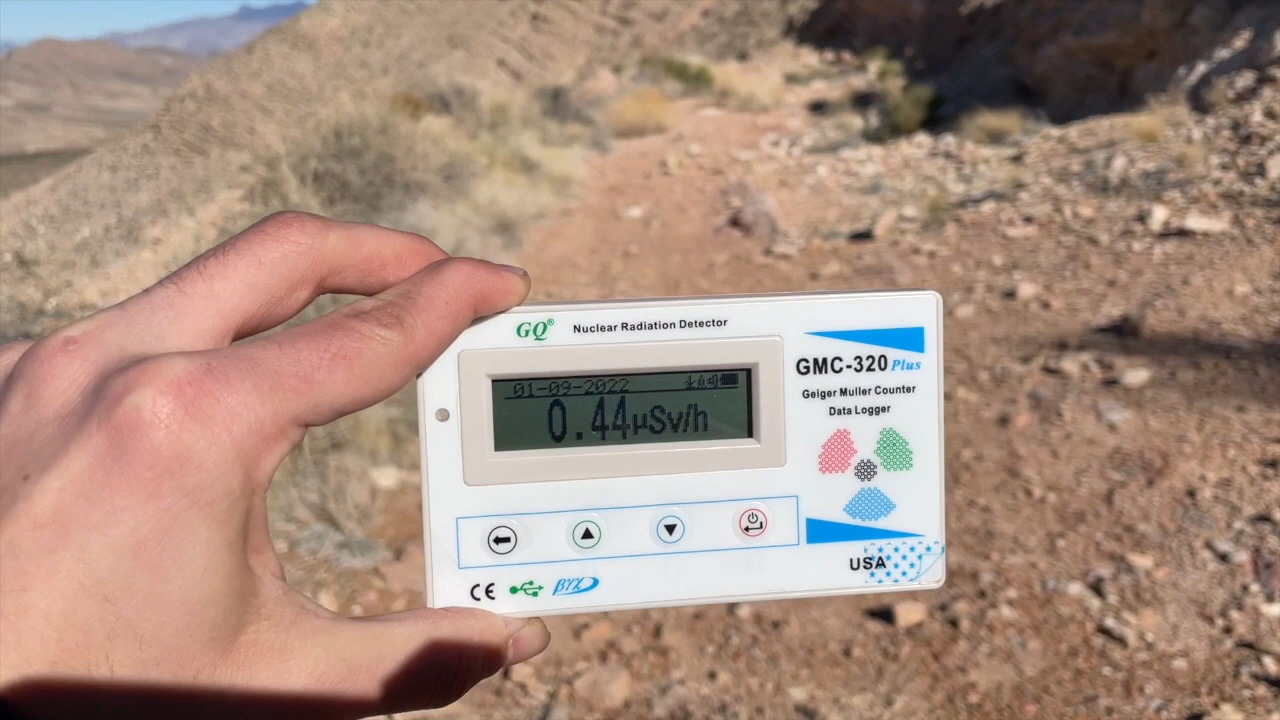 GQ®
Nuclear Radiation Detector
01-09-2022
0.44µSv/h
GMC-320 Plus
Geiger Muller Counter
Data Logger
CE
βγχ
USA